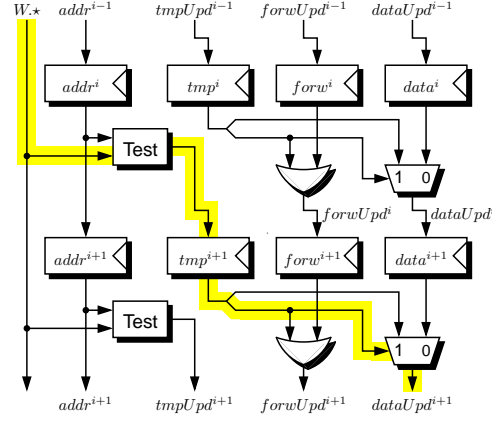 W.⋆ addr^{i−1} tmpUpd^{i−1} forwUpd^{i−1} dataUpd^{i−1}
addr^{i} tmp^{i} forw^{i} data^{i}
Test
1 0
forwUpd^{i} dataUpd^{i}
addr^{i+1} tmp^{i+1} forw^{i+1} data^{i+1}
Test
1 0
addr^{i+1} tmpUpd^{i+1} forwUpd^{i+1} dataUpd^{i+1}